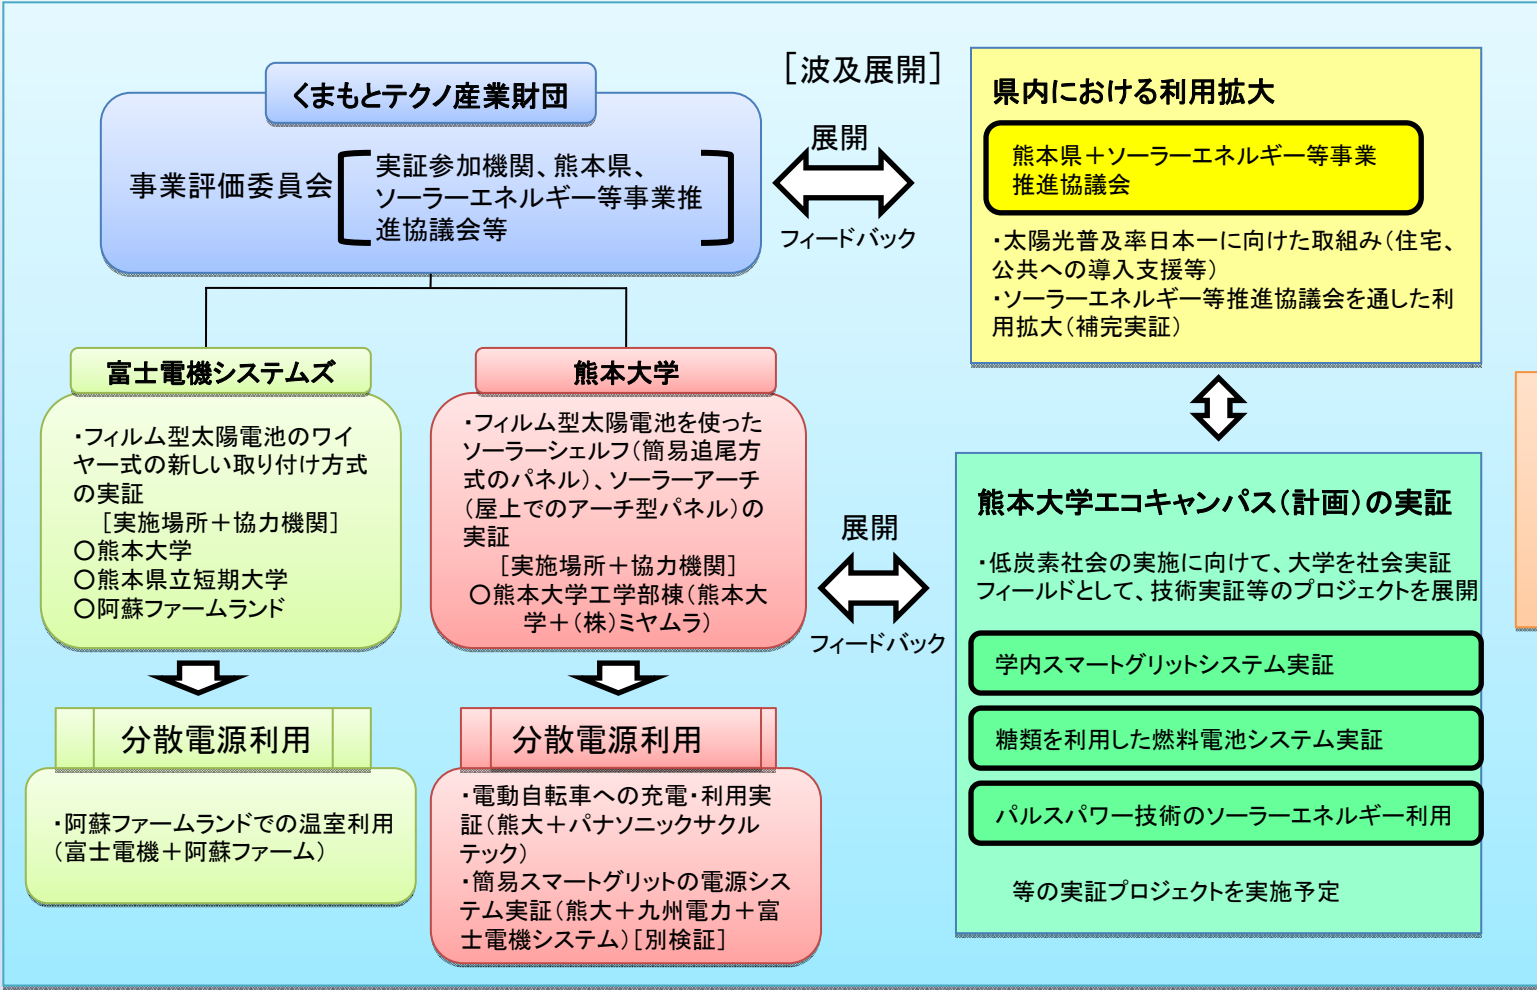 くまもとテクノ産業財団
事業評価委員会
実証参加機関、熊本県、
ソーラーエネルギー等事業推
進協議会等
[波及展開]
展開
フィードバック
県内における利用拡大
熊本県＋ソーラーエネルギー等事業
推進協議会
・太陽光普及率日本一に向けた取組み（住宅、
公共への導入支援等）
・ソーラーエネルギー等推進協議会を通した利
用拡大（補完実証）
富士電機システムズ
・フィルム型太陽電池のワイ
ヤー式の新しい取り付け方式
の実証
［実施場所＋協力機関］
○熊本大学
○熊本県立短期大学
○阿蘇ファームランド
熊本大学
・フィルム型太陽電池を使った
ソーラーシェルフ（簡易追尾方
式のパネル）、ソーラーアーチ
（屋上でのアーチ型パネル）の
実証
［実施場所＋協力機関］
○熊本大学工学部棟（熊本大
学＋（株）ミヤムラ）
展開
フィードバック
熊本大学エコキャンパス（計画）の実証
・低炭素社会の実施に向けて、大学を社会実証
フィールドとして、技術実証等のプロジェクトを展開
学内スマートグリットシステム実証
糖類を利用した燃料電池システム実証
パルスパワー技術のソーラーエネルギー利用
等の実証プロジェクトを実施予定
分散電源利用
・阿蘇ファームランドでの温室利用
（富士電機＋阿蘇ファーム）
分散電源利用
・電動自転車への充電・利用実
証（熊大＋パナソニックサクル
テック）
・簡易スマートグリットの電源シス
テム実証（熊大＋九州電力＋富
士電機システム）［別検証］